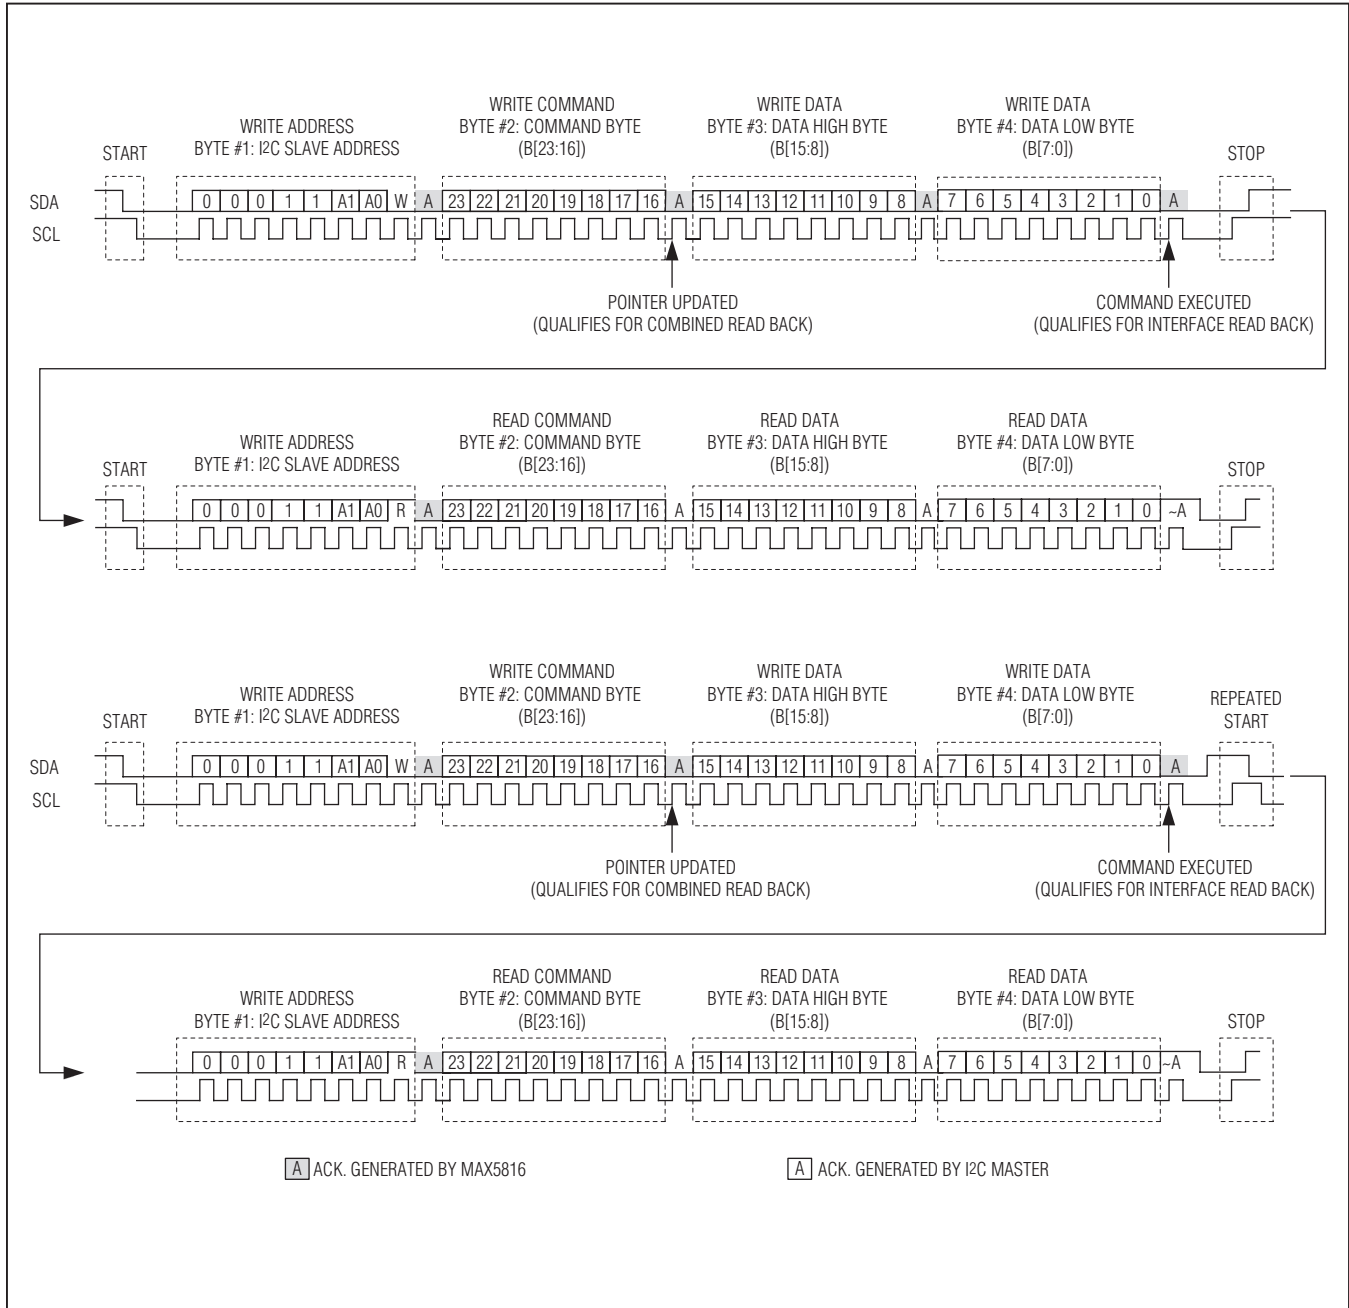 WRITE COMMAND WRITE DATA WRITE DATA
WRITE ADDRESS BYTE #2: COMMAND BYTE BYTE #3: DATA HIGH BYTE BYTE #4: DATA LOW BYTE
START BYTE #1: I2C SLAVE ADDRESS (B[23:16]) (B[15:8]) (B[7:0]) STOP
SDA 0 0 0 1 1 A1 A0 W A 23 22 21 20 19 18 17 16 A 15 14 13 12 11 10 9 8 A 7 6 5 4 3 2 1 0 A
SCL
POINTER UPDATED COMMAND EXECUTED
(QUALIFIES FOR COMBINED READ BACK) (QUALIFIES FOR INTERFACE READ BACK)
READ COMMAND READ DATA READ DATA
WRITE ADDRESS BYTE #2: COMMAND BYTE BYTE #3: DATA HIGH BYTE BYTE #4: DATA LOW BYTE
START BYTE #1: I2C SLAVE ADDRESS (B[23:16]) (B[15:8]) (B[7:0]) STOP
0 0 0 1 1 A1 A0 R A 23 22 21 20 19 18 17 16 A 15 14 13 12 11 10 9 8 A 7 6 5 4 3 2 1 0 ~A
WRITE COMMAND WRITE DATA WRITE DATA
WRITE ADDRESS BYTE #2: COMMAND BYTE BYTE #3: DATA HIGH BYTE BYTE #4: DATA LOW BYTE REPEATED
START BYTE #1: I2C SLAVE ADDRESS (B[23:16]) (B[15:8]) (B[7:0]) START
SDA 0 0 0 1 1 A1 A0 W A 23 22 21 20 19 18 17 16 A 15 14 13 12 11 10 9 8 A 7 6 5 4 3 2 1 0 A
SCL
POINTER UPDATED COMMAND EXECUTED
(QUALIFIES FOR COMBINED READ BACK) (QUALIFIES FOR INTERFACE READ BACK)
READ COMMAND READ DATA READ DATA
WRITE ADDRESS BYTE #2: COMMAND BYTE BYTE #3: DATA HIGH BYTE BYTE #4: DATA LOW BYTE
BYTE #1: I2C SLAVE ADDRESS (B[23:16]) (B[15:8]) (B[7:0]) STOP
0 0 0 1 1 A1 A0 R A 23 22 21 20 19 18 17 16 A 15 14 13 12 11 10 9 8 A 7 6 5 4 3 2 1 0 ~A
A ACK. GENERATED BY MAX5816 A ACK. GENERATED BY I2C MASTER